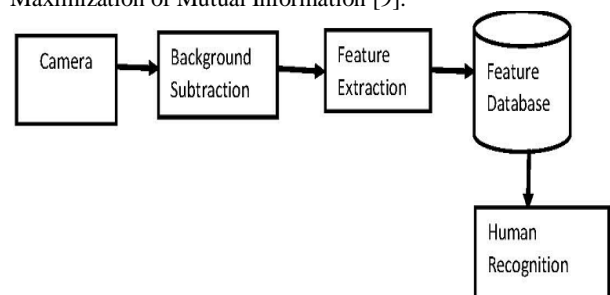 Maximization of Mutual Information [9].
Camera
Background
Subtraction
Feature
Extraction
Feature
Database
Human
Recognition